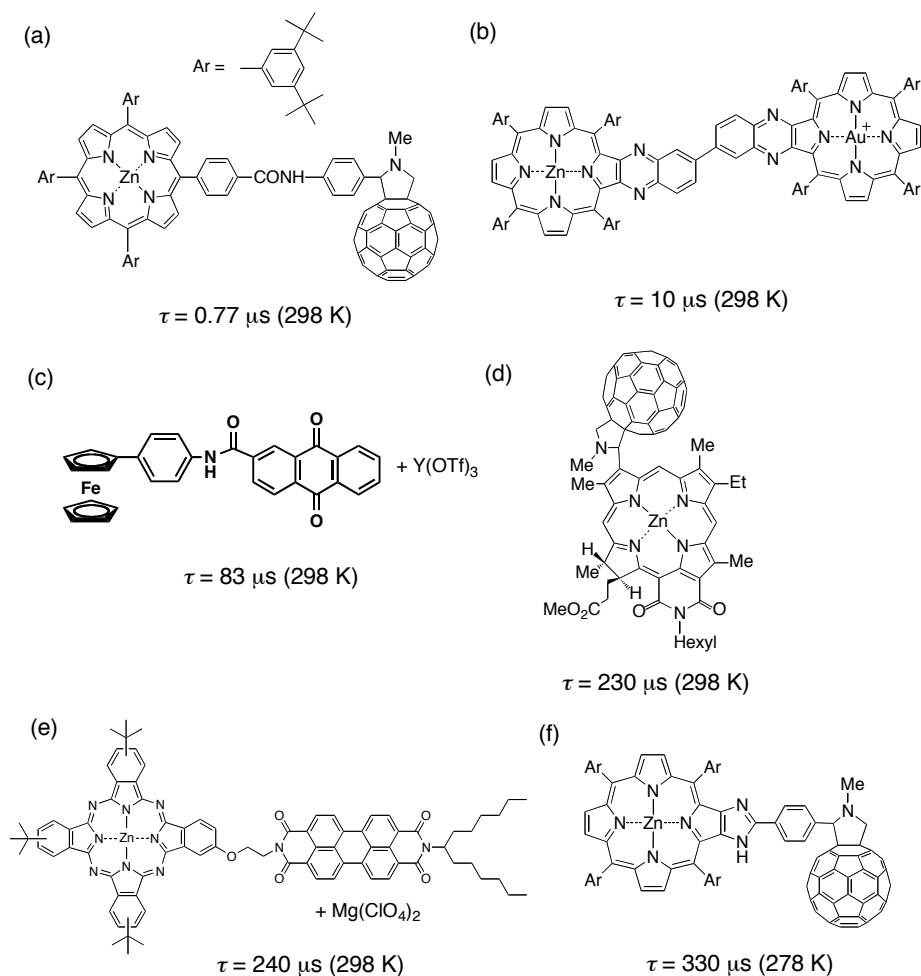 (a)
Ar =
Ar
Ar
Ar
N
N
N
N
Zn
CONH
Me
N
τ = 0.77 μs (298 K)
(b)
Ar
Ar
Ar
Ar
N
N
N
N
Zn
N
N
N
N
Ar
Ar
Ar
Ar
N
N
N
N
Au+
τ = 10 μs (298 K)
(c)
Fe
N
H
O
O
O
+ Y(OTf)3
τ = 83 μs (298 K)
(d)
N
Me
Me
Me
Et
N
N
N
N
Zn
H
Me
H
Me
MeO2C
O
N
O
Hexyl
τ = 230 μs (298 K)
(e)
N
N
N
N
N
N
N
N
Zn
O
O
O
N
N
O
O
+ Mg(ClO4)2
τ = 240 μs (298 K)
(f)
Ar
Ar
Ar
Ar
N
N
N
N
Zn
N
N
H
Me
N
τ = 330 μs (278 K)